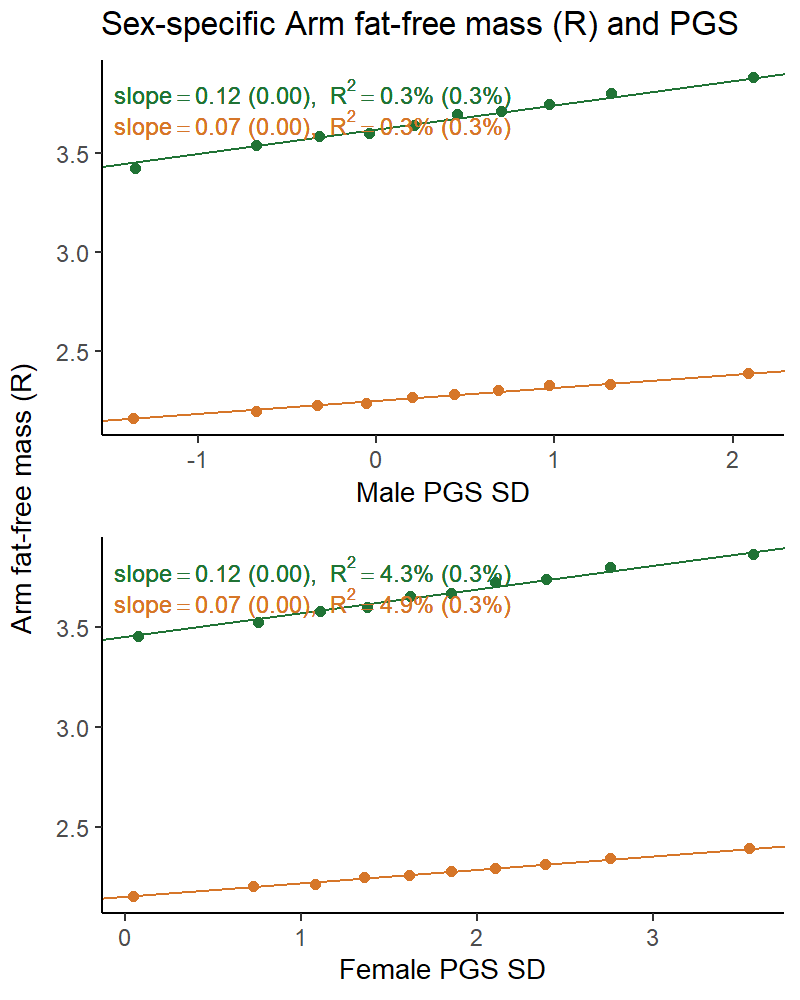 Sex-specific Arm fat-free mass (R) and PGS
slope = 0.12 (0.00), R² = 0.3% (0.3%)
slope = 0.07 (0.00), R² = 0.3% (0.3%)
3.5
3.0
2.5
-1 0 1 2
Male PGS SD
Arm fat-free mass (R)
slope = 0.12 (0.00), R² = 4.3% (0.3%)
slope = 0.07 (0.00), R² = 4.9% (0.3%)
3.5
3.0
2.5
0 1 2 3
Female PGS SD